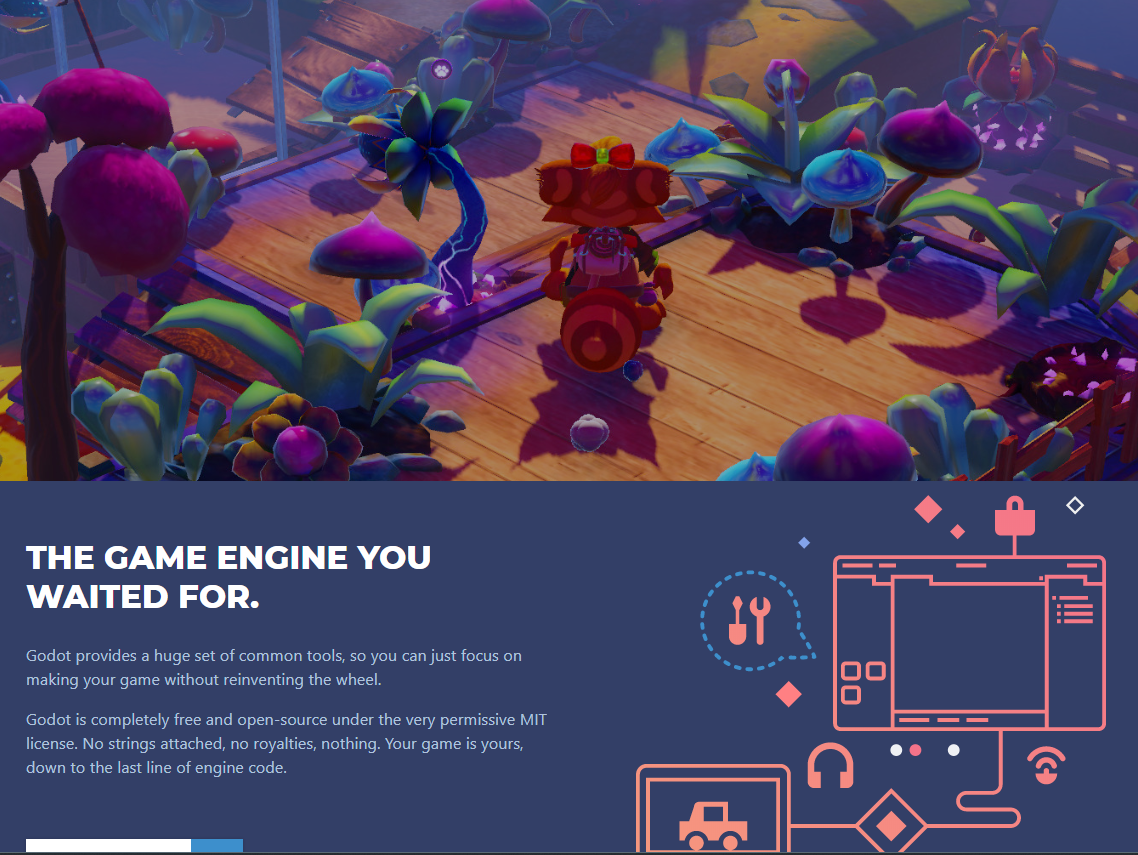 THE GAME ENGINE YOU
WAITED FOR.
Godot provides a huge set of common tools, so you can just focus on
making your game without reinventing the wheel.
Godot is completely free and open-source under the very permissive MIT
license. No strings attached, no royalties, nothing. Your game is yours,
down to the last line of engine code.